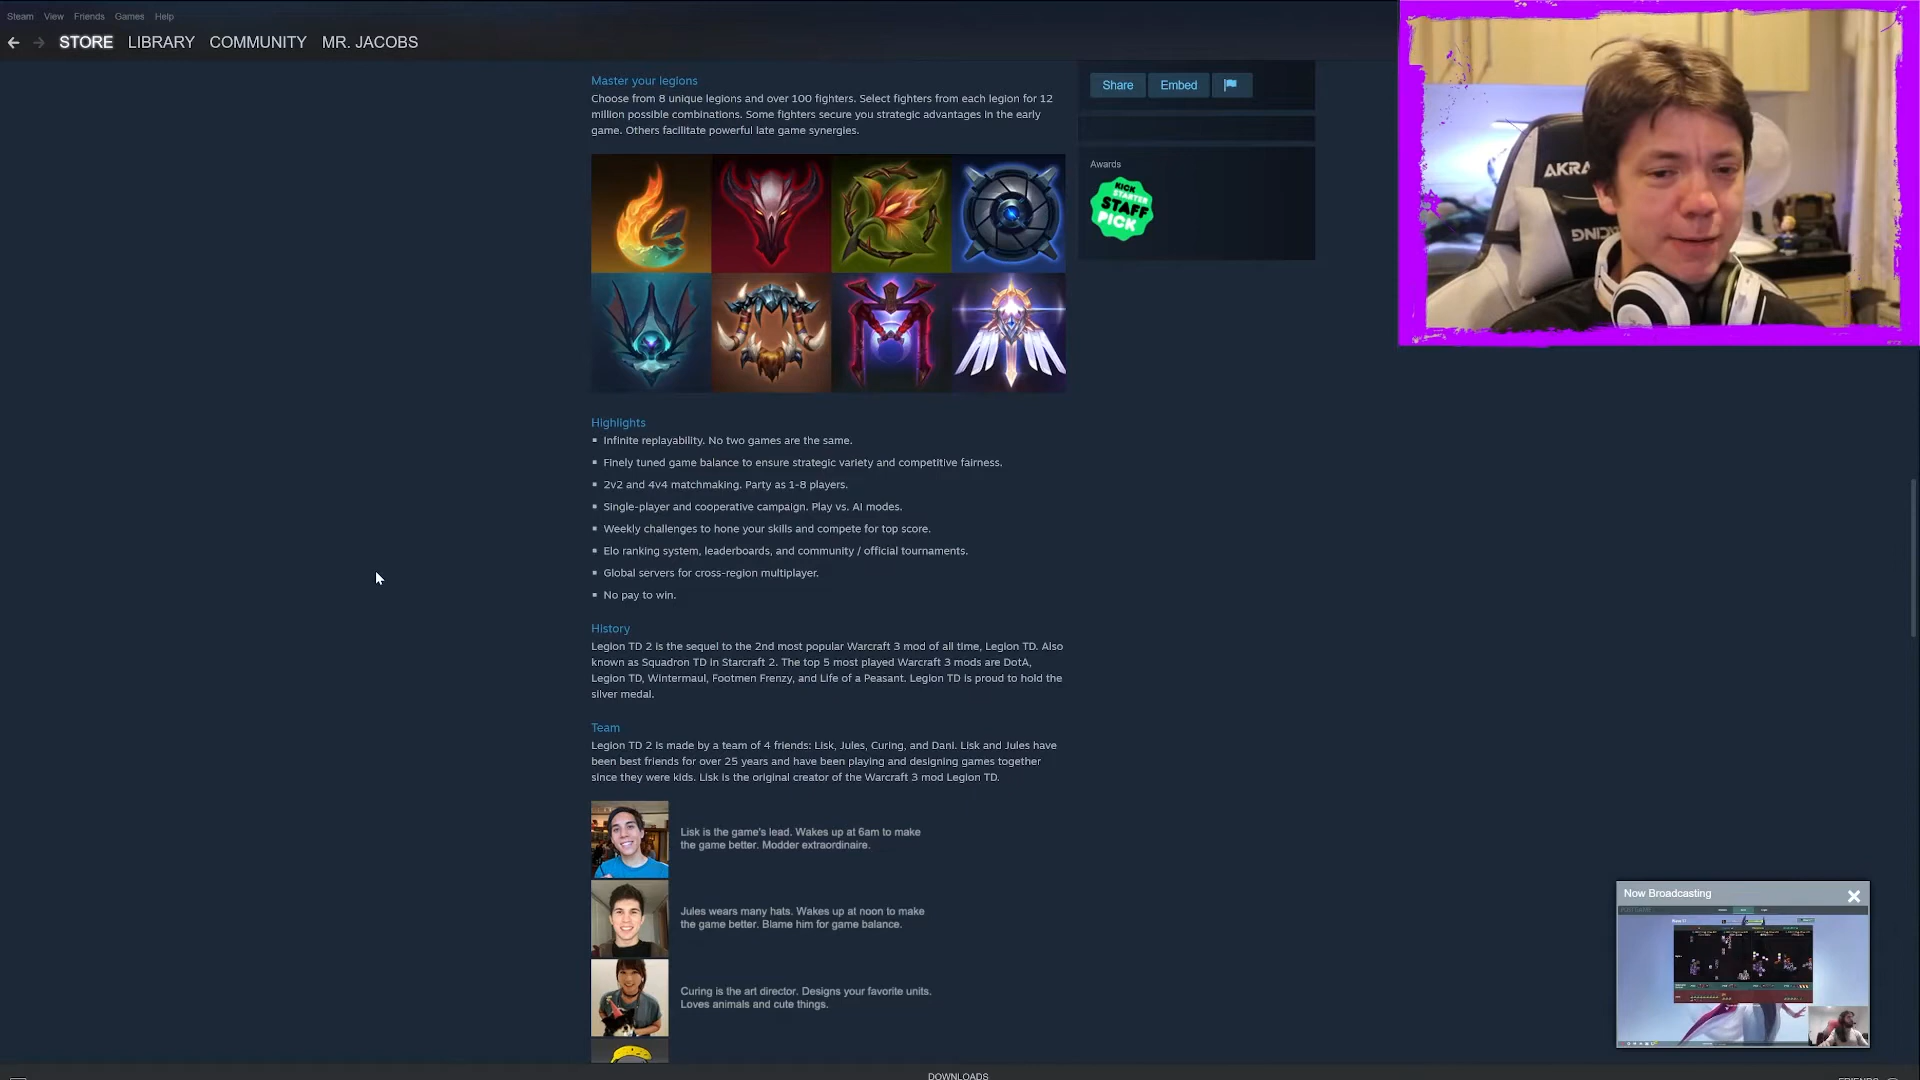 Steam View Friends Games Help
STORE LIBRARY COMMUNITY MR. JACOBS
Master your legions
Choose from 8 unique legions and over 100 fighters. Select fighters from each legion for 12
million possible combinations. Some fighters secure you strategic advantages in the early
game. Others facilitate powerful late game synergies.
Share Embed
Awards
KICK
STARTER
STAFF
PICK
AKRA
RACING
Highlights
Infinite replayability. No two games are the same.
Finely tuned game balance to ensure strategic variety and competitive fairness.
2v2 and 4v4 matchmaking. Party as 1-8 players.
Single-player and cooperative campaign. Play vs. AI modes.
Weekly challenges to hone your skills and compete for top score.
Elo ranking system, leaderboards, and community / official tournaments.
Global servers for cross-region multiplayer.
No pay to win.
History
Legion TD 2 is the sequel to the 2nd most popular Warcraft 3 mod of all time, Legion TD. Also
known as Squadron TD in Starcraft 2. The top 5 most played Warcraft 3 mods are DotA,
Legion TD, Wintermaul, Footmen Frenzy, and Life of a Peasant. Legion TD is proud to hold the
silver medal.
Team
Legion TD 2 is made by a team of 4 friends: Lisk, Jules, Curing, and Dani. Lisk and Jules have
been best friends for over 25 years and have been playing and designing games together
since they were kids. Lisk is the original creator of the Warcraft 3 mod Legion TD.
Lisk is the game's lead. Wakes up at 6am to make
the game better. Modder extraordinaire.
Jules wears many hats. Wakes up at noon to make
the game better. Blame him for game balance.
Curing is the art director. Designs your favorite units.
Loves animals and cute things.
Now Broadcasting
DOWNLOADS